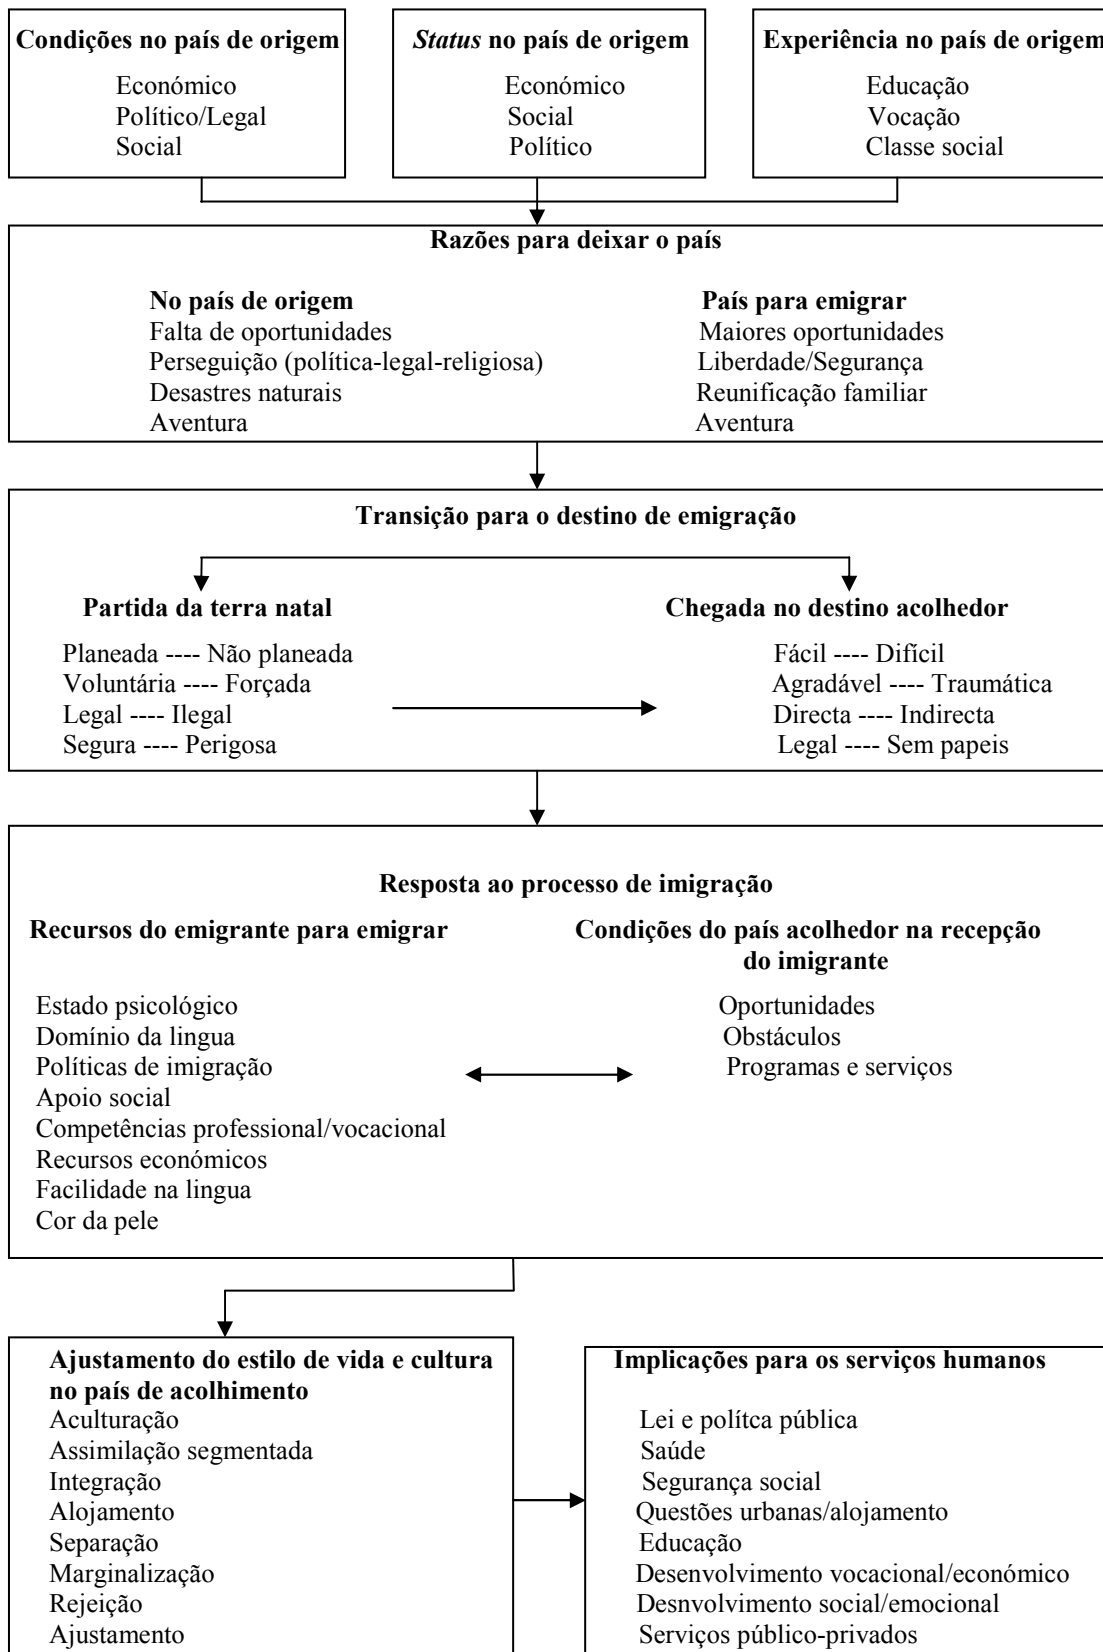 Condições no país de origem
Económico
Político/Legal
Social
Status no país de origem
Económico
Social
Político
Experiência no país de origem
Educação
Vocação
Classe social
Razões para deixar o país
No país de origem
Falta de oportunidades
Perseguição (política-legal-religiosa)
Desastres naturais
Aventura
País para emigrar
Maiores oportunidades
Liberdade/Segurança
Reunificação familiar
Aventura
Transição para o destino de emigração
Partida da terra natal
Planeada ---- Não planeada
Voluntária ---- Forçada
Legal ---- Ilegal
Segura ---- Perigosa
Chegada no destino acolhedor
Fácil ---- Difícil
Agradável ---- Traumática
Directa ---- Indirecta
Legal ---- Sem papeis
Resposta ao processo de imigração
Recursos do emigrante para emigrar
Estado psicológico
Domínio da lingua
Políticas de imigração
Apoio social
Competências professional/vocacional
Recursos económicos
Facilidade na lingua
Cor da pele
Condições do país acolhedor na recepção
do imigrante
Oportunidades
Obstáculos
Programas e serviços
Ajustamento do estilo de vida e cultura
no país de acolhimento
Aculturação
Assimilação segmentada
Integração
Alojamento
Separação
Marginalização
Rejeição
Ajustamento
Implicações para os serviços humanos
Lei e polítca pública
Saúde
Segurança social
Questões urbanas/alojamento
Educação
Desenvolvimento vocacional/económico
Desnvolvimento social/emocional
Serviços público-privados